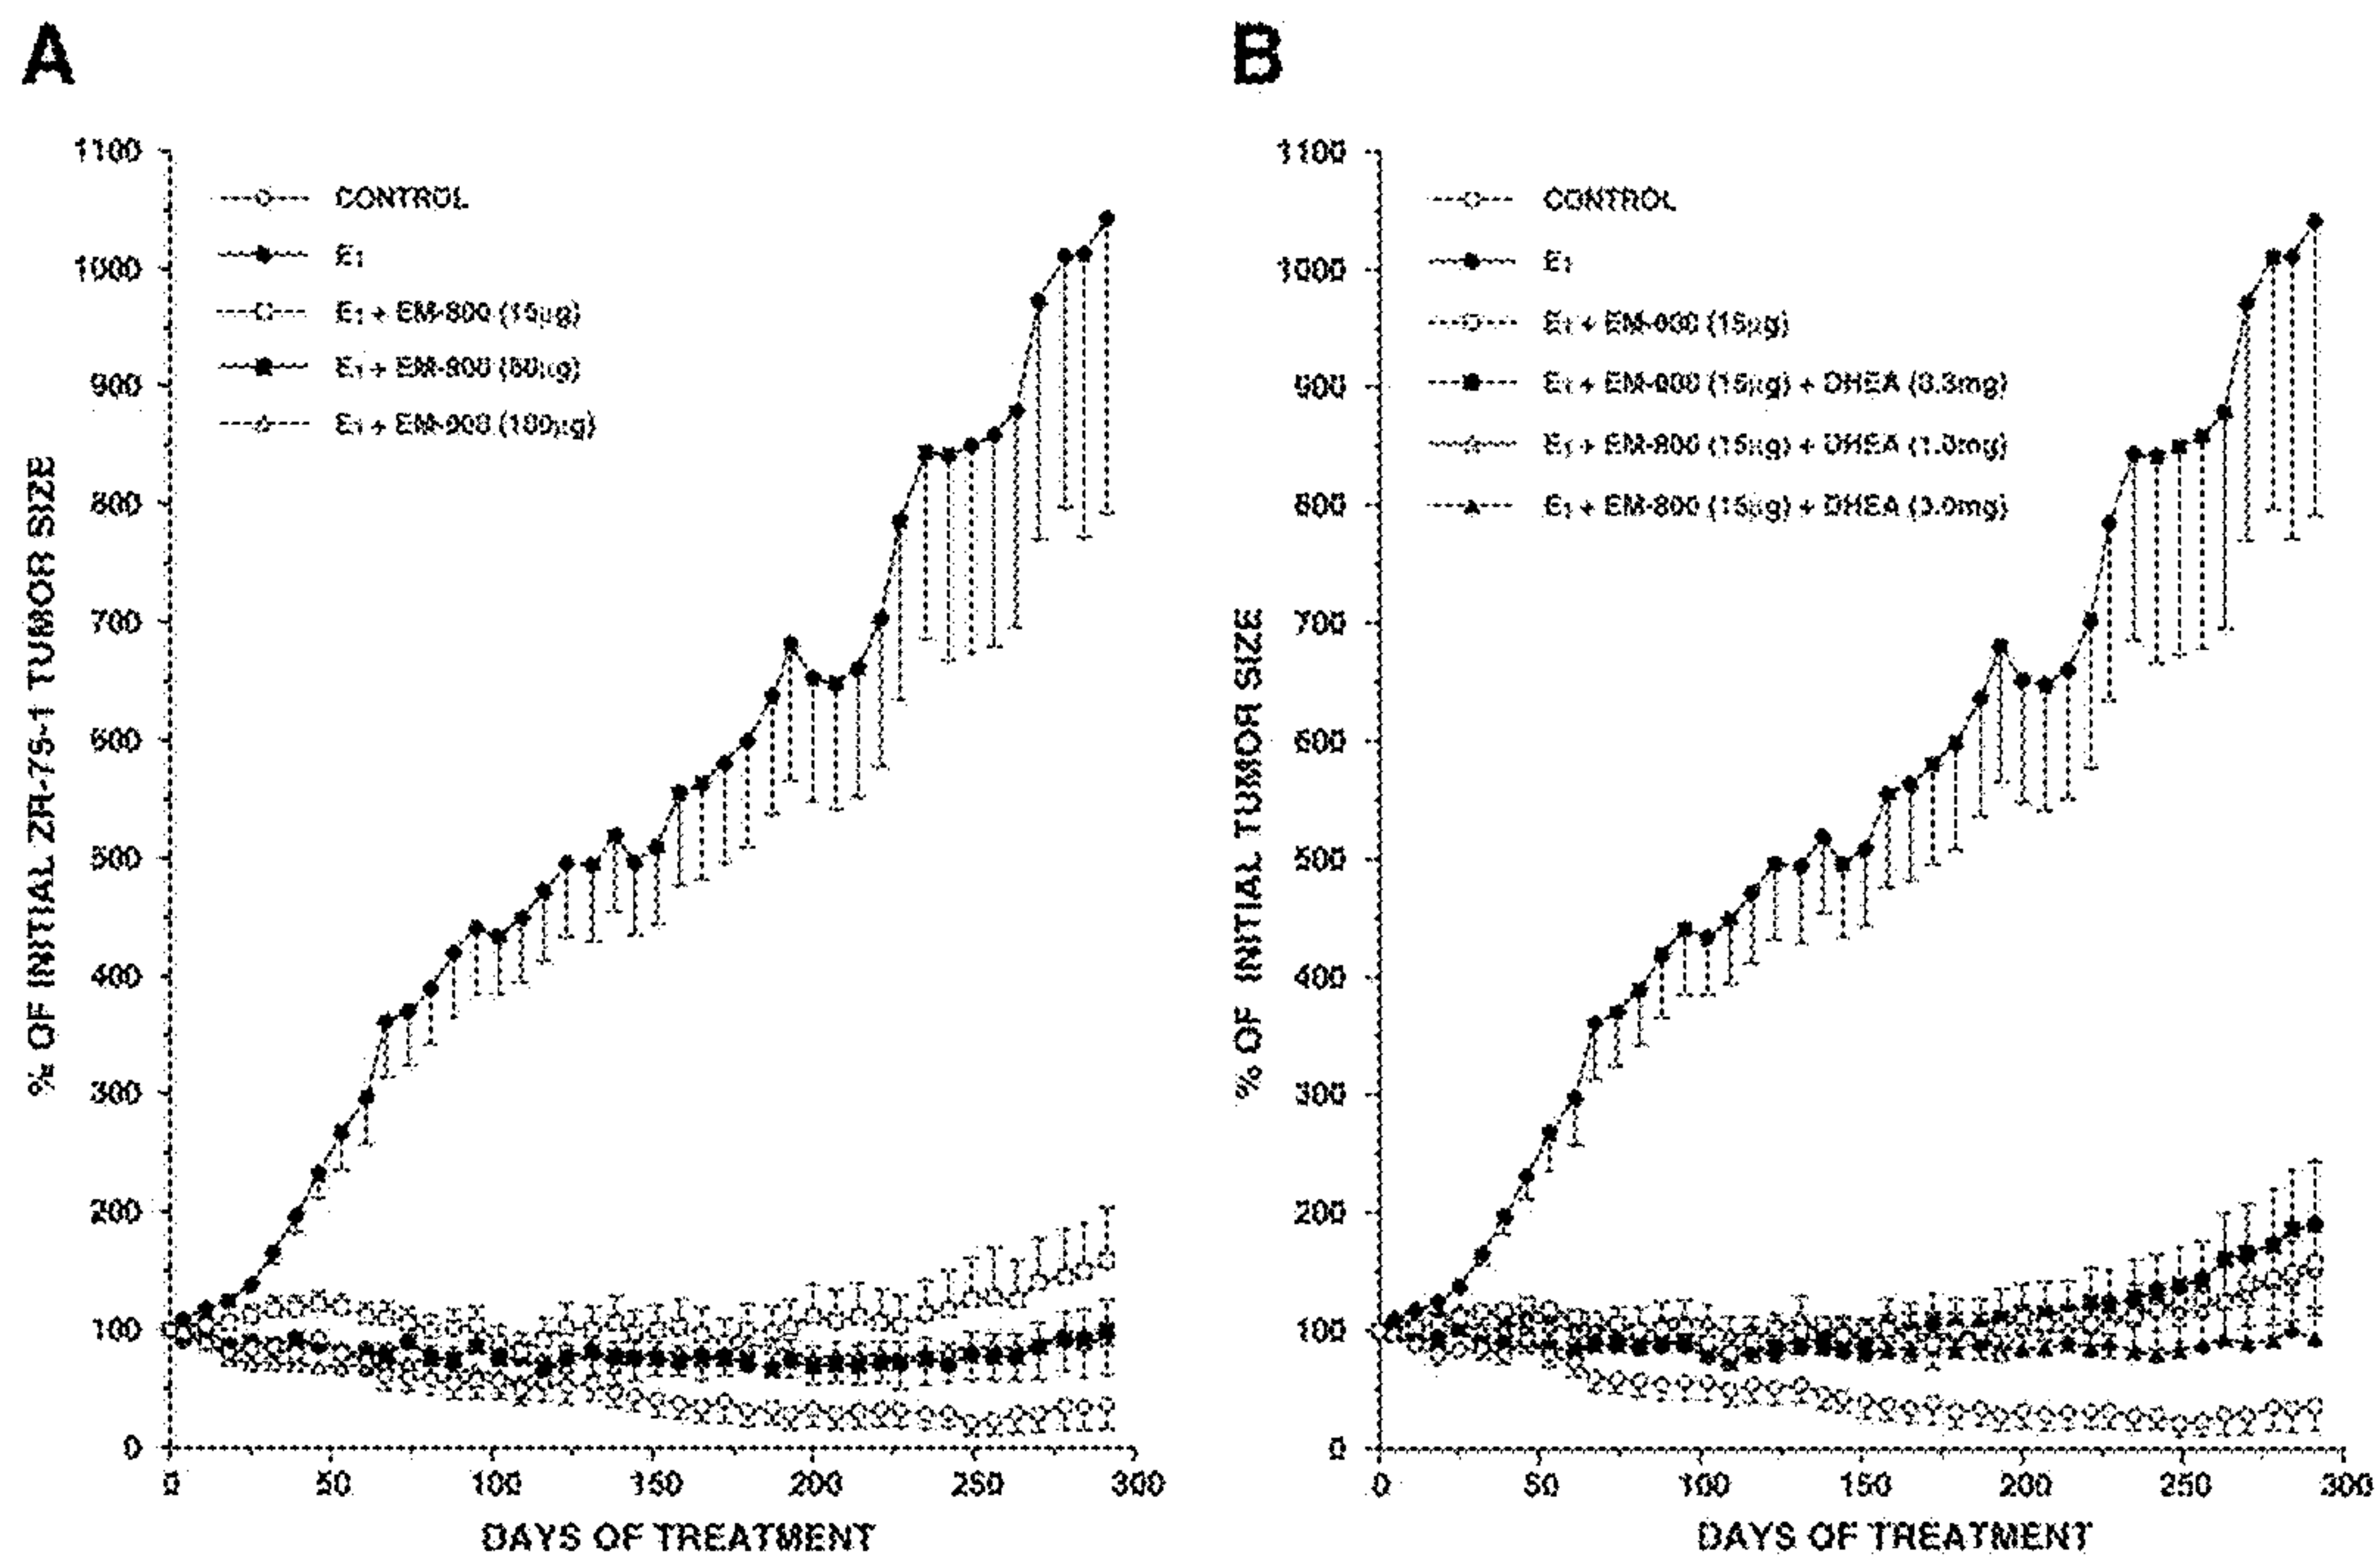 A
% OF INITIAL ZR-75-1 TUMOR SIZE
1100
1000
900
800
700
600
500
400
300
200
100
0
CONTROL
E1
E1 + EM-800 (15µg)
E1 + EM-800 (50µg)
E1 + EM-800 (100µg)
0 50 100 150 200 250 300
DAYS OF TREATMENT
B
% OF INITIAL TUMOR SIZE
1100
1000
900
800
700
600
500
400
300
200
100
0
CONTROL
E1
E1 + EM-800 (15µg)
E1 + EM-800 (15µg) + DHEA (0.3mg)
E1 + EM-800 (15µg) + DHEA (1.0mg)
E1 + EM-800 (15µg) + DHEA (3.0mg)
0 50 100 150 200 250 300
DAYS OF TREATMENT